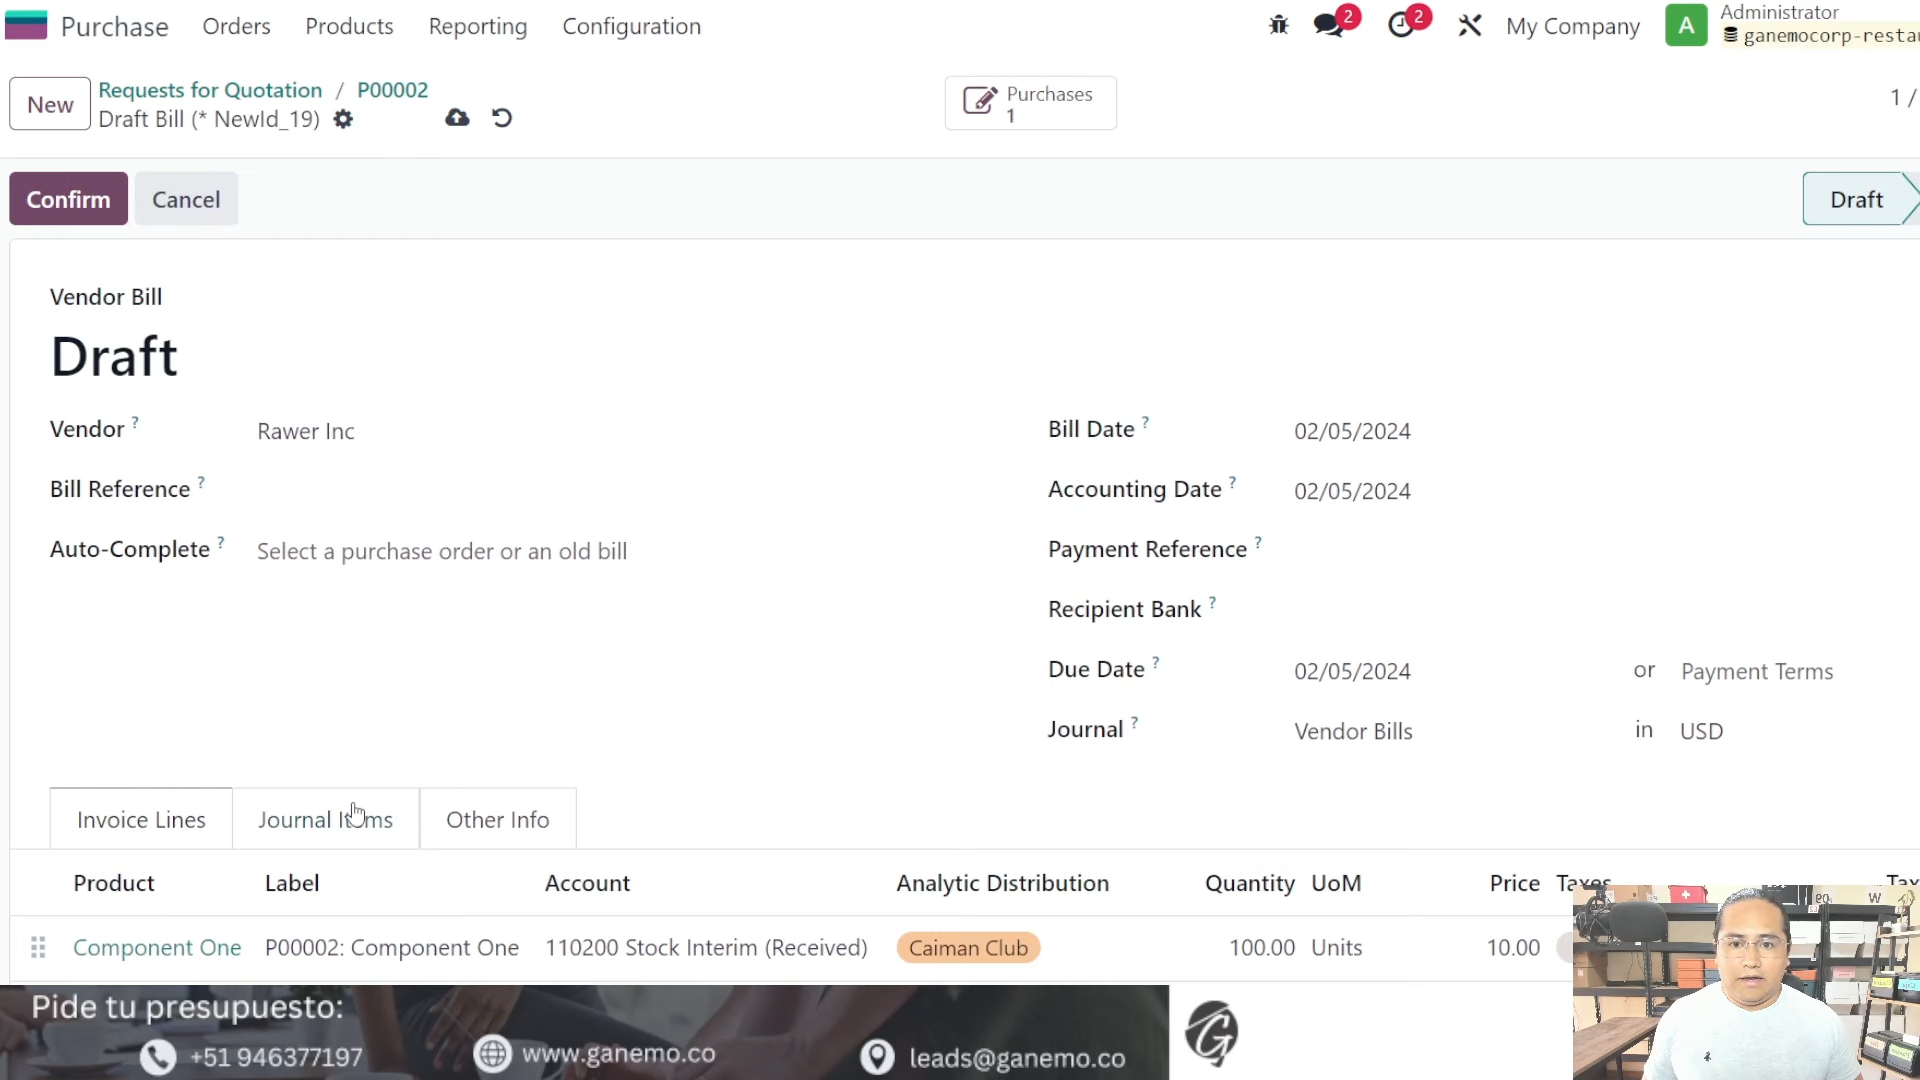 Purchase Orders Products Reporting Configuration 2 2 My Company A Administrator
ganemocorp-resta
New Requests for Quotation / P00002
Draft Bill (* NewId_19)
Purchases
1
1 /
Confirm Cancel Draft
Vendor Bill
Draft
Vendor ? Rawer Inc Bill Date ? 02/05/2024
Bill Reference ? Accounting Date ? 02/05/2024
Auto-Complete ? Select a purchase order or an old bill Payment Reference ?
Recipient Bank ?
Due Date ? 02/05/2024 or Payment Terms
Journal ? Vendor Bills in USD
Invoice Lines Journal Items Other Info
Product Label Account Analytic Distribution Quantity UoM Price Taxes Tax
Component One P00002: Component One 110200 Stock Interim (Received) Caiman Club 100.00 Units 10.00
Pide tu presupuesto:
+51 946377197 www.ganemo.co leads@ganemo.co G